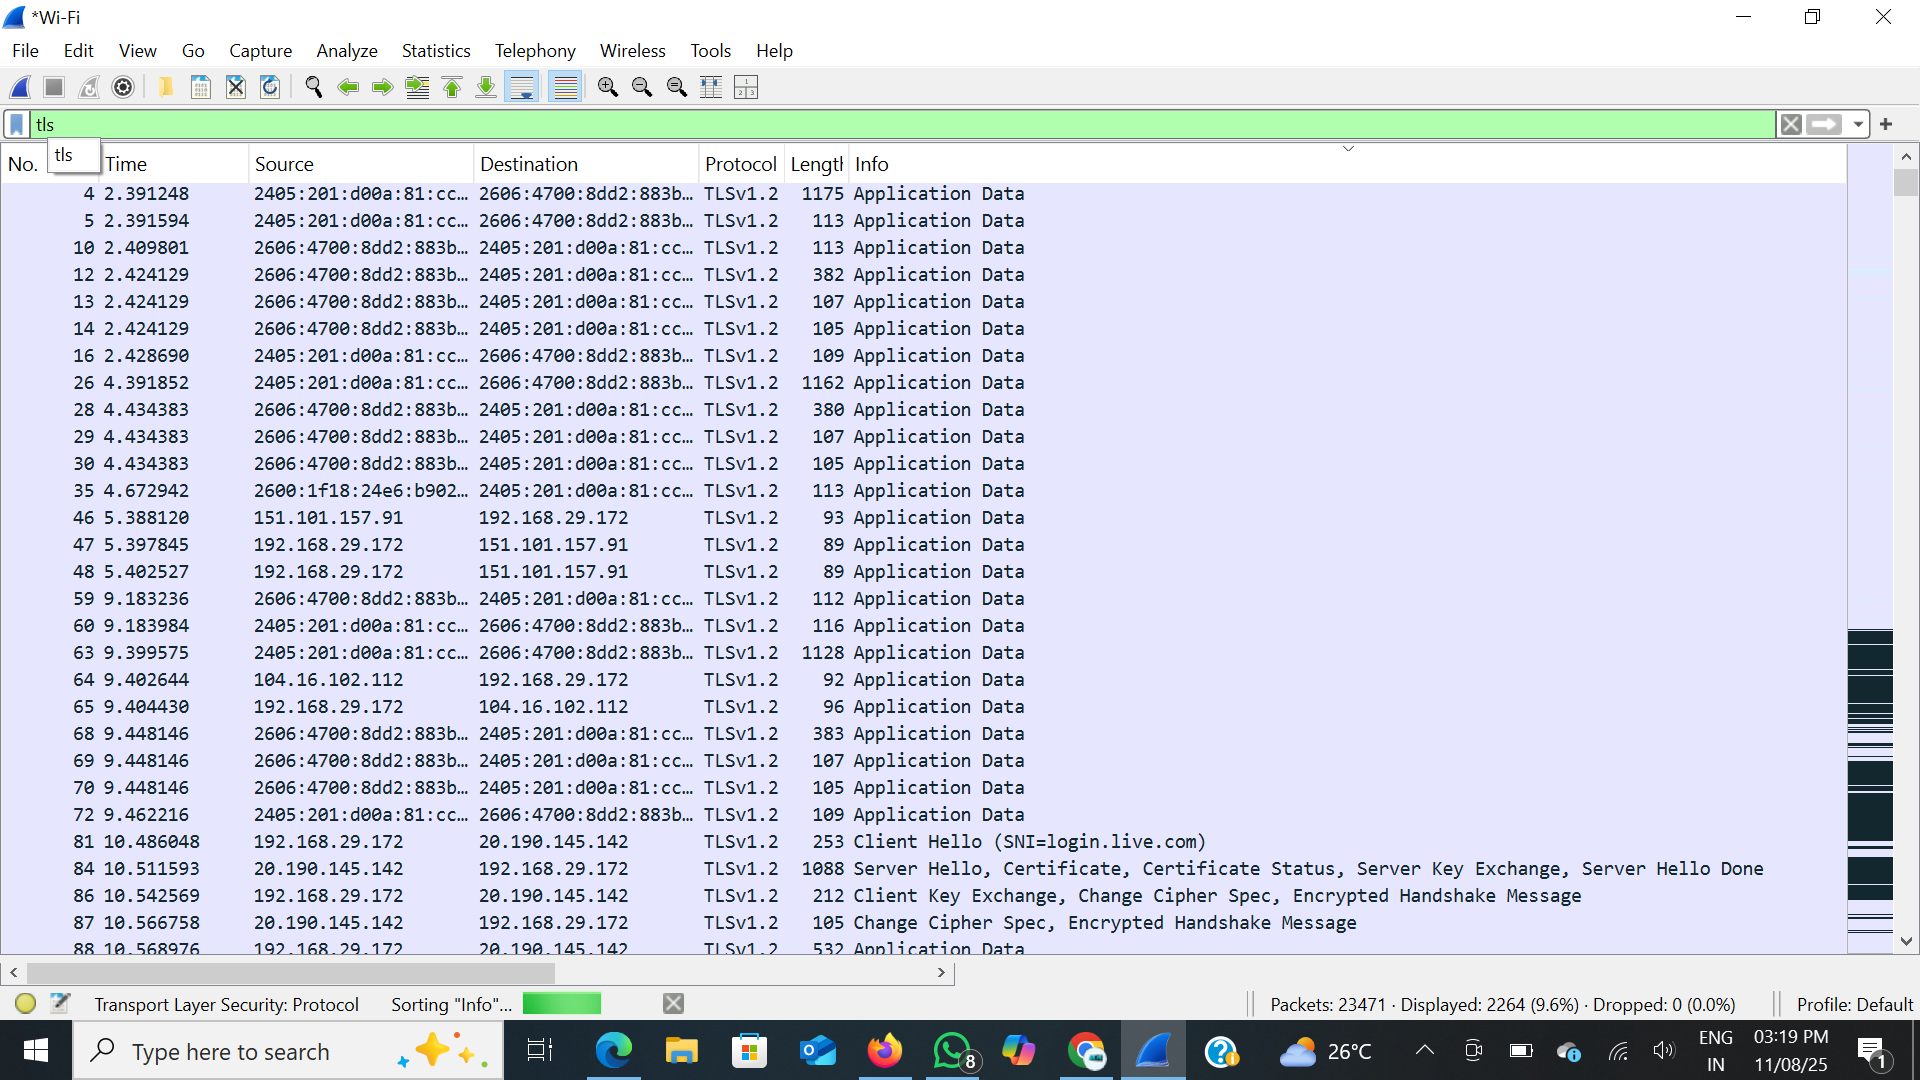 *Wi-Fi
File Edit View Go Capture Analyze Statistics Telephony Wireless Tools Help
tls
tls
No. Time Source Destination Protocol Length Info
4 2.391248 2405:201:d00a:81:cc… 2606:4700:8dd2:883b… TLSv1.2 1175 Application Data
5 2.391594 2405:201:d00a:81:cc… 2606:4700:8dd2:883b… TLSv1.2 113 Application Data
10 2.409801 2606:4700:8dd2:883b… 2405:201:d00a:81:cc… TLSv1.2 113 Application Data
12 2.424129 2606:4700:8dd2:883b… 2405:201:d00a:81:cc… TLSv1.2 382 Application Data
13 2.424129 2606:4700:8dd2:883b… 2405:201:d00a:81:cc… TLSv1.2 107 Application Data
14 2.424129 2606:4700:8dd2:883b… 2405:201:d00a:81:cc… TLSv1.2 105 Application Data
16 2.428690 2405:201:d00a:81:cc… 2606:4700:8dd2:883b… TLSv1.2 109 Application Data
26 4.391852 2405:201:d00a:81:cc… 2606:4700:8dd2:883b… TLSv1.2 1162 Application Data
28 4.434383 2606:4700:8dd2:883b… 2405:201:d00a:81:cc… TLSv1.2 380 Application Data
29 4.434383 2606:4700:8dd2:883b… 2405:201:d00a:81:cc… TLSv1.2 107 Application Data
30 4.434383 2606:4700:8dd2:883b… 2405:201:d00a:81:cc… TLSv1.2 105 Application Data
35 4.672942 2600:1f18:24e6:b902… 2405:201:d00a:81:cc… TLSv1.2 113 Application Data
46 5.388120 151.101.157.91 192.168.29.172 TLSv1.2 93 Application Data
47 5.397845 192.168.29.172 151.101.157.91 TLSv1.2 89 Application Data
48 5.402527 192.168.29.172 151.101.157.91 TLSv1.2 89 Application Data
59 9.183236 2606:4700:8dd2:883b… 2405:201:d00a:81:cc… TLSv1.2 112 Application Data
60 9.183984 2405:201:d00a:81:cc… 2606:4700:8dd2:883b… TLSv1.2 116 Application Data
63 9.399575 2405:201:d00a:81:cc… 2606:4700:8dd2:883b… TLSv1.2 1128 Application Data
64 9.402644 104.16.102.112 192.168.29.172 TLSv1.2 92 Application Data
65 9.404430 192.168.29.172 104.16.102.112 TLSv1.2 96 Application Data
68 9.448146 2606:4700:8dd2:883b… 2405:201:d00a:81:cc… TLSv1.2 383 Application Data
69 9.448146 2606:4700:8dd2:883b… 2405:201:d00a:81:cc… TLSv1.2 107 Application Data
70 9.448146 2606:4700:8dd2:883b… 2405:201:d00a:81:cc… TLSv1.2 105 Application Data
72 9.462216 2405:201:d00a:81:cc… 2606:4700:8dd2:883b… TLSv1.2 109 Application Data
81 10.486048 192.168.29.172 20.190.145.142 TLSv1.2 253 Client Hello (SNI=login.live.com)
84 10.511593 20.190.145.142 192.168.29.172 TLSv1.2 1088 Server Hello, Certificate, Certificate Status, Server Key Exchange, Server Hello Done
86 10.542569 192.168.29.172 20.190.145.142 TLSv1.2 212 Client Key Exchange, Change Cipher Spec, Encrypted Handshake Message
87 10.566758 20.190.145.142 192.168.29.172 TLSv1.2 105 Change Cipher Spec, Encrypted Handshake Message
88 10.568976 192.168.29.172 20.190.145.142 TLSv1.2 532 Application Data
Transport Layer Security: Protocol Sorting "Info"… Packets: 23471 · Displayed: 2264 (9.6%) · Dropped: 0 (0.0%) Profile: Default
Type here to search 8 26°C ENG IN 03:19 PM 11/08/25 1